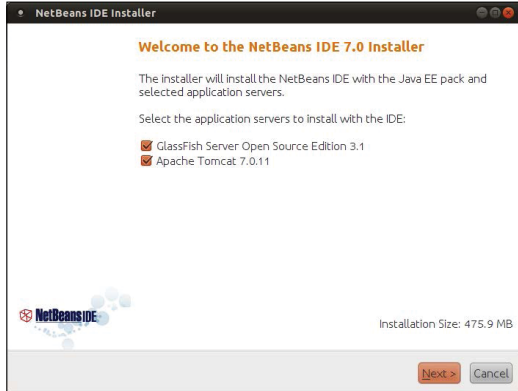 NetBeans IDE Installer
Welcome to the NetBeans IDE 7.0 Installer
The installer will install the NetBeans IDE with the Java EE pack and
selected application servers.
Select the application servers to install with the IDE:
GlassFish Server Open Source Edition 3.1
Apache Tomcat 7.0.11
NetBeans IDE
Installation Size: 475.9 MB
Next >
Cancel